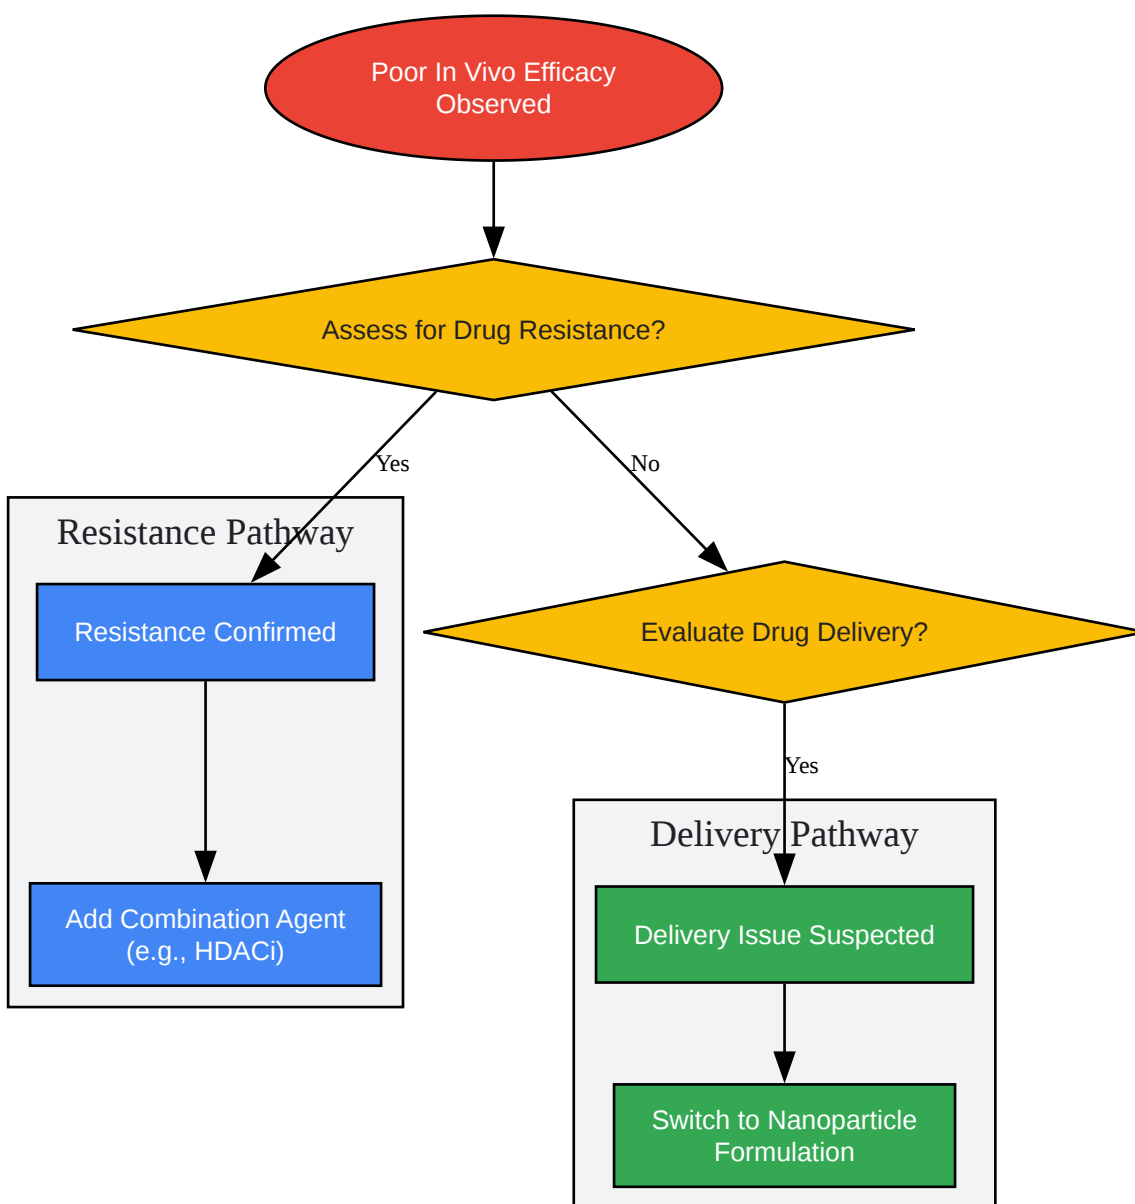 Poor In Vivo Efficacy
Observed
Assess for Drug Resistance?
Yes
No
Resistance Pathway
Resistance Confirmed
Add Combination Agent
(e.g., HDACi)
Evaluate Drug Delivery?
Yes
Delivery Pathway
Delivery Issue Suspected
Switch to Nanoparticle
Formulation